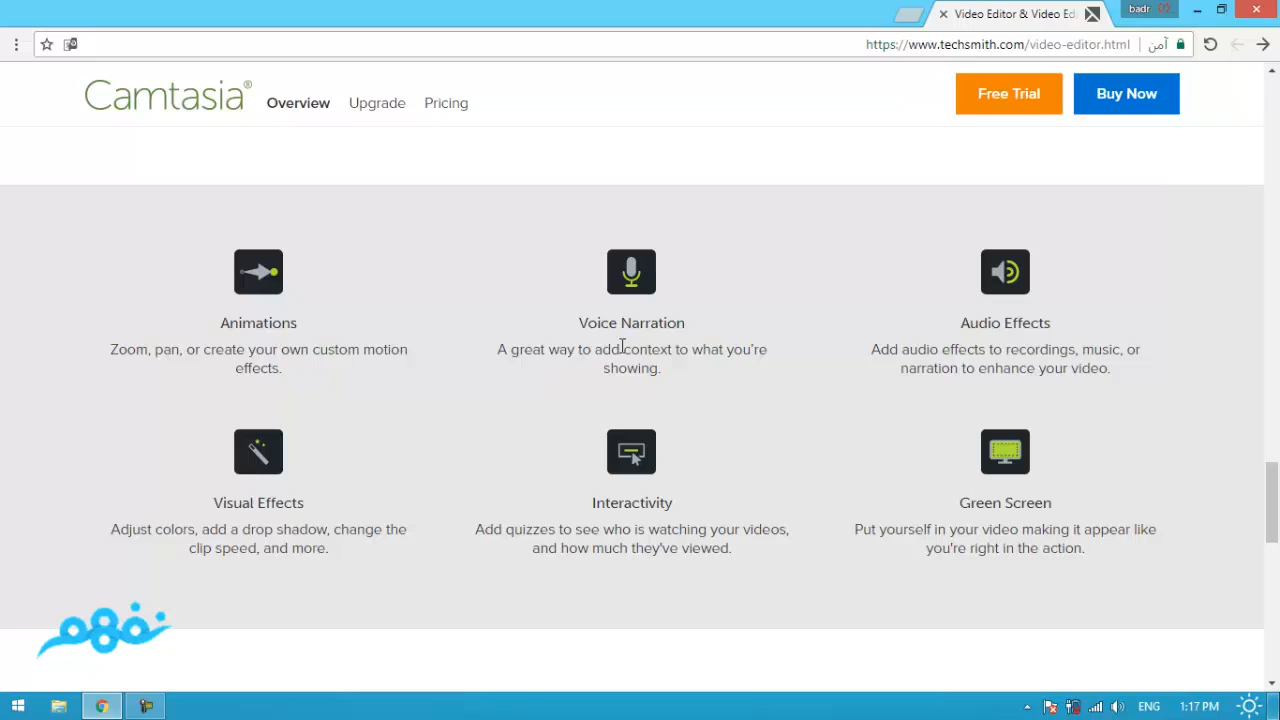 Video Editor & Video Ed
badr
https://www.techsmith.com/video-editor.html
آمن
Camtasia®
Overview
Upgrade
Pricing
Free Trial
Buy Now
Animations
Zoom, pan, or create your own custom motion
effects.
Voice Narration
A great way to add context to what you're
showing.
Audio Effects
Add audio effects to recordings, music, or
narration to enhance your video.
Visual Effects
Adjust colors, add a drop shadow, change the
clip speed, and more.
Interactivity
Add quizzes to see who is watching your videos,
and how much they've viewed.
Green Screen
Put yourself in your video making it appear like
you're right in the action.
نفهم
ENG
1:17 PM